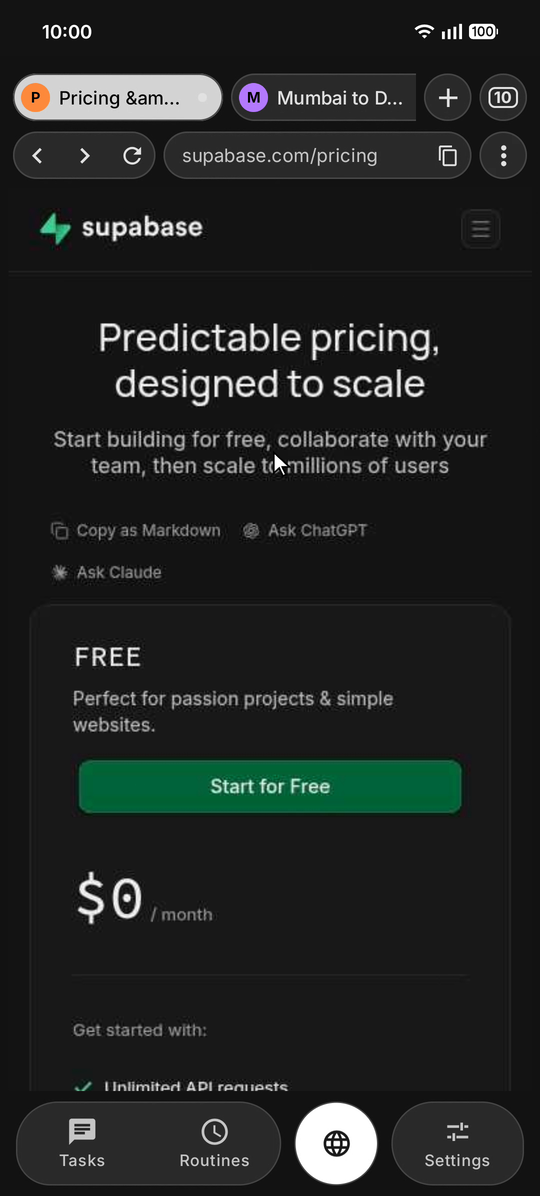 10:00
100
P Pricing &am...
M Mumbai to D...
10
supabase.com/pricing
supabase
Predictable pricing,
designed to scale
Start building for free, collaborate with your
team, then scale to millions of users
Copy as Markdown
Ask ChatGPT
Ask Claude
FREE
Perfect for passion projects & simple
websites.
Start for Free
$0 / month
Get started with:
Unlimited API requests
Tasks
Routines
Settings